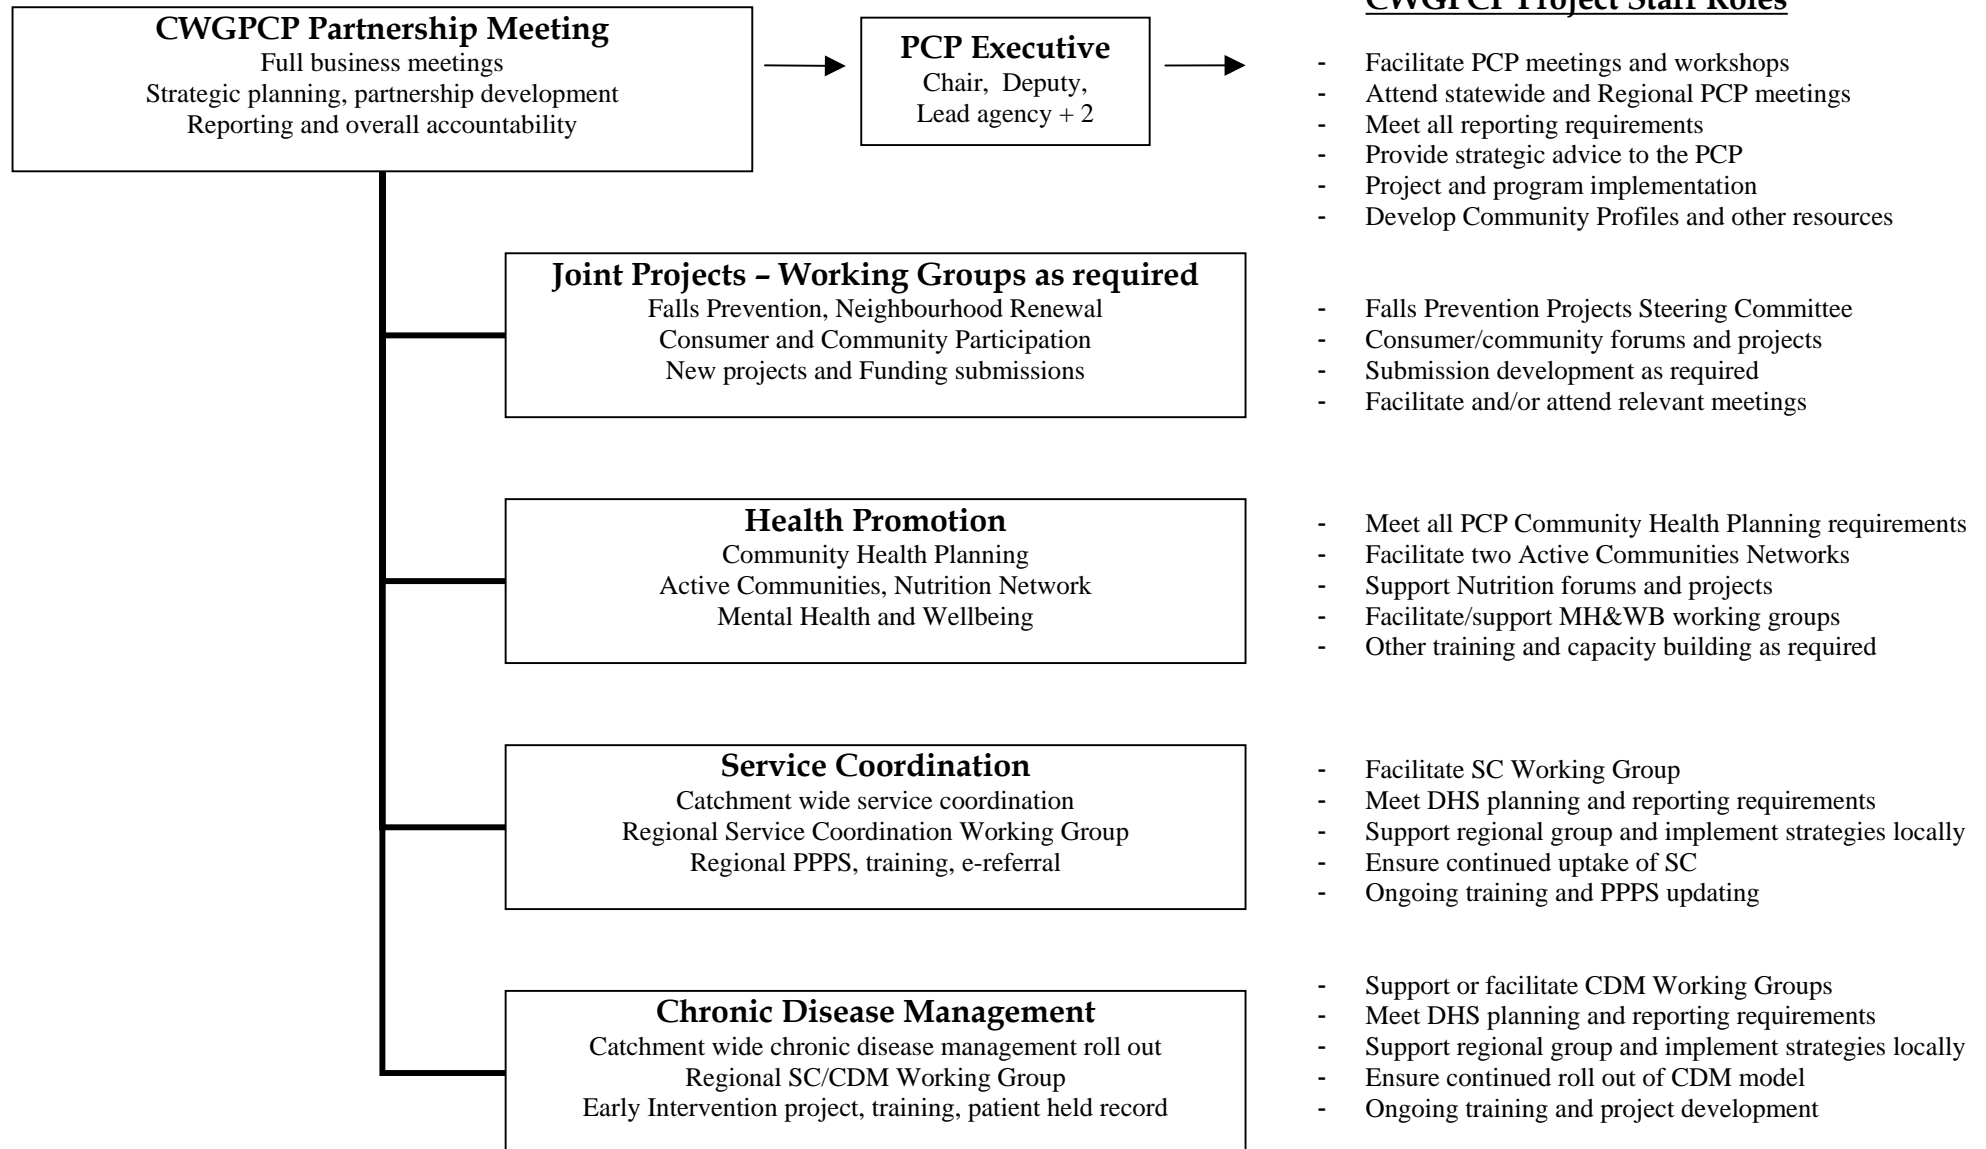 CWGPCP Project Staff Roles
CWGPCP Partnership Meeting
Full business meetings
Strategic planning, partnership development
Reporting and overall accountability
PCP Executive
Chair, Deputy,
Lead agency + 2
- Facilitate PCP meetings and workshops
- Attend statewide and Regional PCP meetings
- Meet all reporting requirements
- Provide strategic advice to the PCP
- Project and program implementation
- Develop Community Profiles and other resources
Joint Projects – Working Groups as required
Falls Prevention, Neighbourhood Renewal
Consumer and Community Participation
New projects and Funding submissions
- Falls Prevention Projects Steering Committee
- Consumer/community forums and projects
- Submission development as required
- Facilitate and/or attend relevant meetings
Health Promotion
Community Health Planning
Active Communities, Nutrition Network
Mental Health and Wellbeing
- Meet all PCP Community Health Planning requirements
- Facilitate two Active Communities Networks
- Support Nutrition forums and projects
- Facilitate/support MH&WB working groups
- Other training and capacity building as required
Service Coordination
Catchment wide service coordination
Regional Service Coordination Working Group
Regional PPPS, training, e-referral
- Facilitate SC Working Group
- Meet DHS planning and reporting requirements
- Support regional group and implement strategies locally
- Ensure continued uptake of SC
- Ongoing training and PPPS updating
Chronic Disease Management
Catchment wide chronic disease management roll out
Regional SC/CDM Working Group
Early Intervention project, training, patient held record
- Support or facilitate CDM Working Groups
- Meet DHS planning and reporting requirements
- Support regional group and implement strategies locally
- Ensure continued roll out of CDM model
- Ongoing training and project development